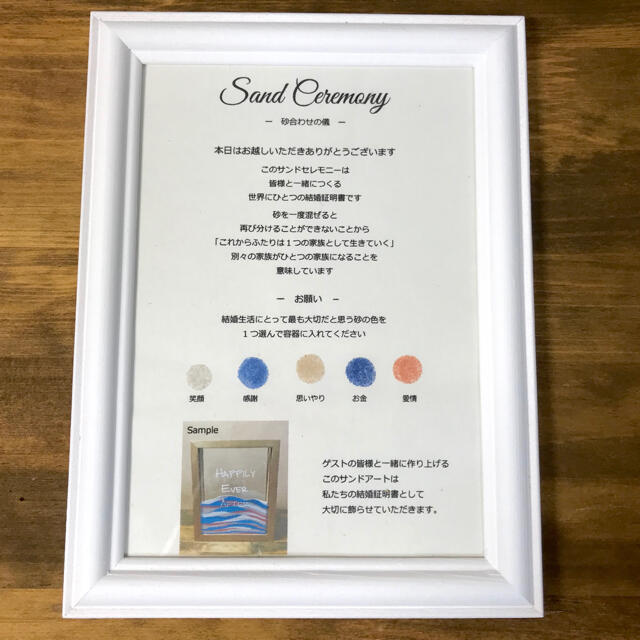 Sand Ceremony
― 砂合わせの儀 ―
本日はお越しいただきありがとうございます
このサンドセレモニーは
皆様と一緒につくる
世界にひとつの結婚証明書です
砂を一度混ぜると
再び分けることができないことから
「これからふたりは１つの家族として生きていく」
別々の家族がひとつの家族になることを
意味しています
― お願い ―
結婚生活にとって最も大切だと思う砂の色を
１つ選んで容器に入れてください
笑顔 感謝 思いやり お金 愛情
Sample
HAPPILY
EVER
AFTER
ゲストの皆様と一緒に作り上げる
このサンドアートは
私たちの結婚証明書として
大切に飾らせていただきます。